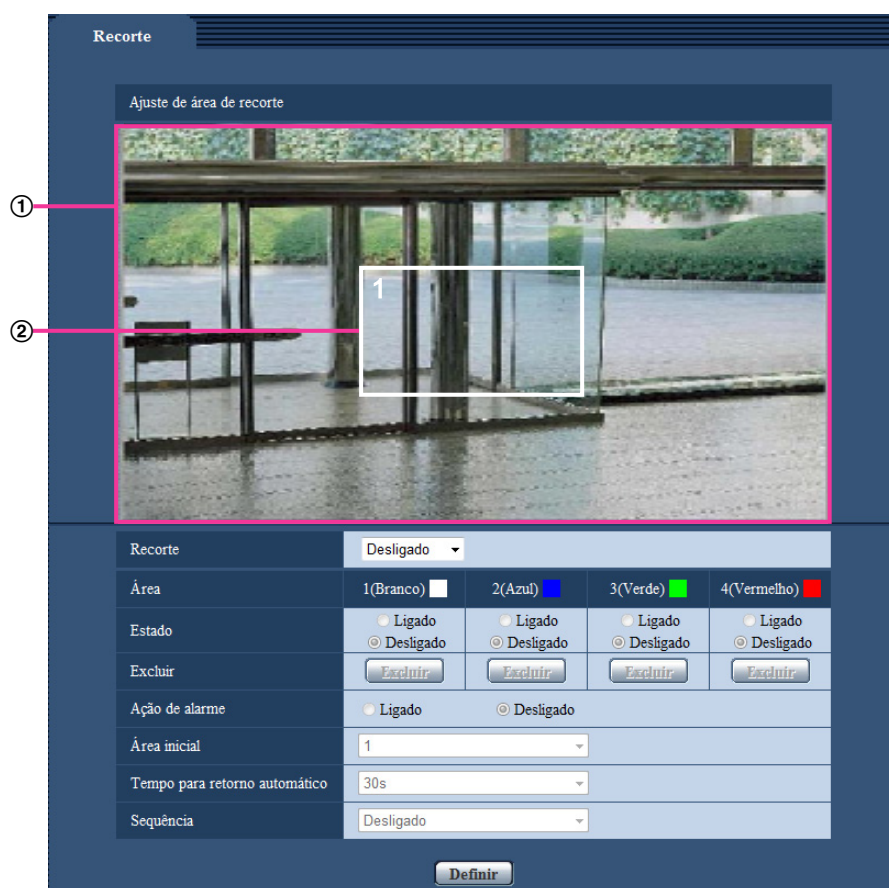 Recorte
Ajuste de área de recorte
①
1
②
Recorte Desligado
Área 1(Branco) 2(Azul) 3(Verde) 4(Vermelho)
Estado Ligado Ligado Ligado Ligado
Desligado Desligado Desligado Desligado
Excluir Excluir Excluir Excluir Excluir
Ação de alarme Ligado Desligado
Área inicial 1
Tempo para retorno automático 30s
Sequência Desligado
Definir